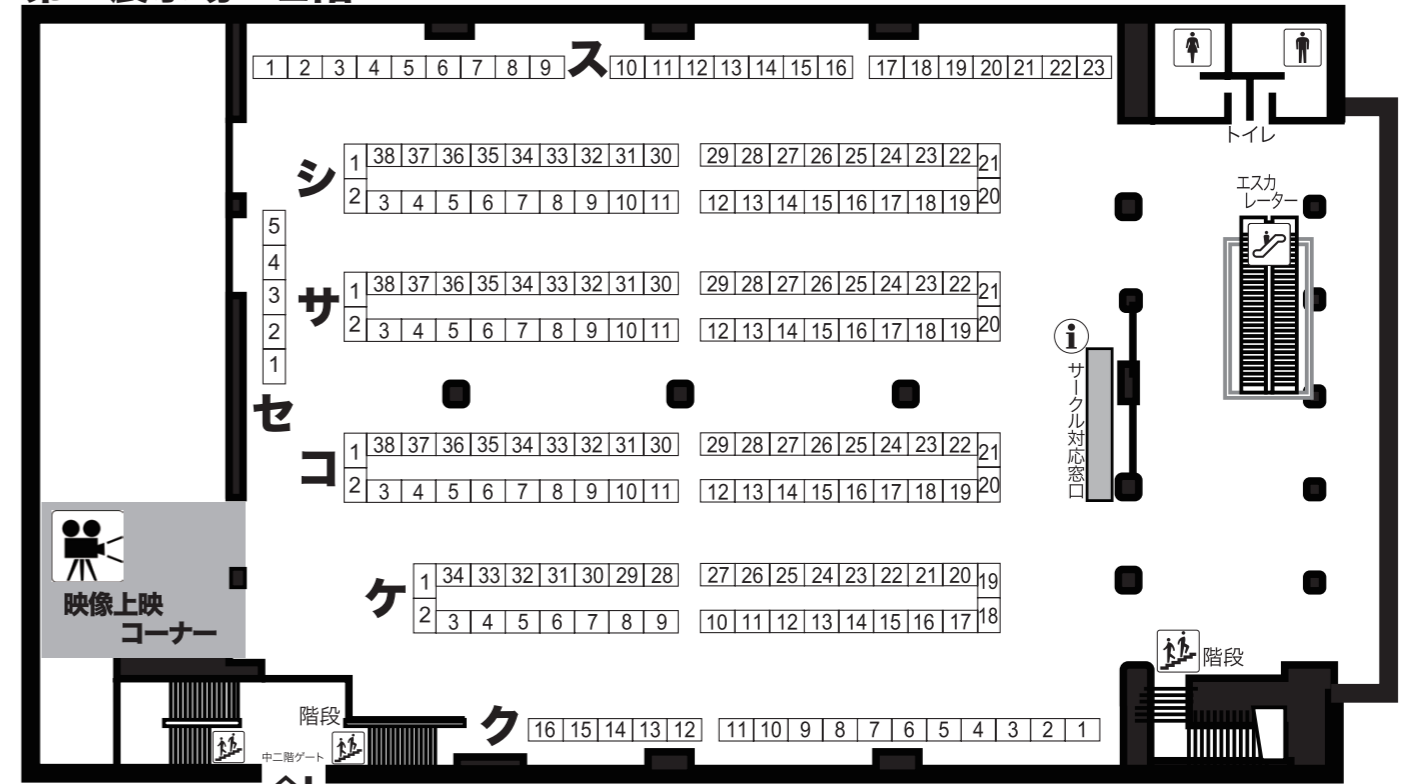 1 2 3 4 5 6 7 8 9 ス 10 11 12 13 14 15 16 17 18 19 20 21 22 23
トイレ
シ
1 38 37 36 35 34 33 32 31 30 29 28 27 26 25 24 23 22 21
2 3 4 5 6 7 8 9 10 11 12 13 14 15 16 17 18 19 20
エスカ
レーター
5
4
3
2
1
セ
サ
1 38 37 36 35 34 33 32 31 30 29 28 27 26 25 24 23 22 21
2 3 4 5 6 7 8 9 10 11 12 13 14 15 16 17 18 19 20
i
サークル対応窓口
コ
1 38 37 36 35 34 33 32 31 30 29 28 27 26 25 24 23 22 21
2 3 4 5 6 7 8 9 10 11 12 13 14 15 16 17 18 19 20
映像上映
コーナー
ケ
1 34 33 32 31 30 29 28 27 26 25 24 23 22 21 20 19
2 3 4 5 6 7 8 9 10 11 12 13 14 15 16 17 18
階段
階段
中二階ゲート
ク 16 15 14 13 12 11 10 9 8 7 6 5 4 3 2 1